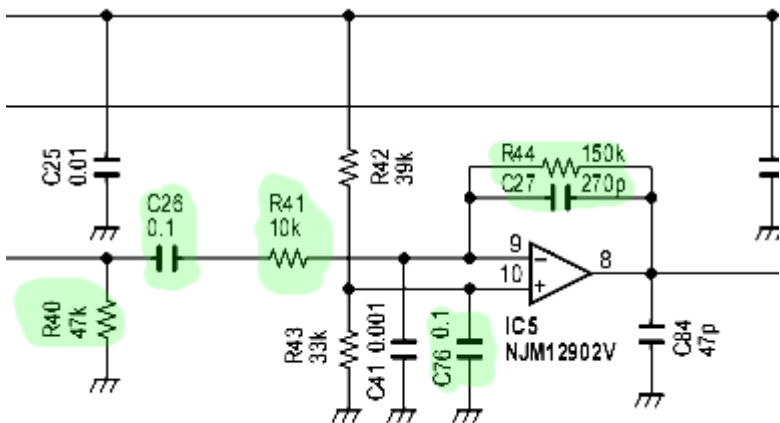 C25
0.01
C26
0.1
R40
47k
R41
10k
R42
39k
R43
33k
C41 0.001
C76 0.1
R44 150k
C27 270p
9
10
8
IC5
NJM12902V
C84
47p